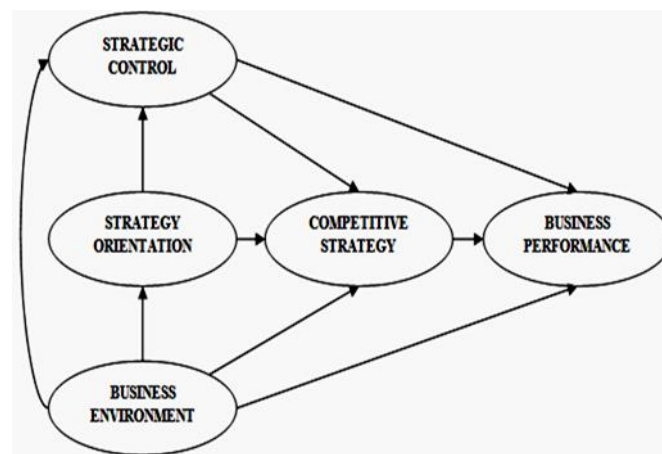 STRATEGIC
CONTROL
STRATEGY
ORIENTATION
COMPETITIVE
STRATEGY
BUSINESS
PERFORMANCE
BUSINESS
ENVIRONMENT